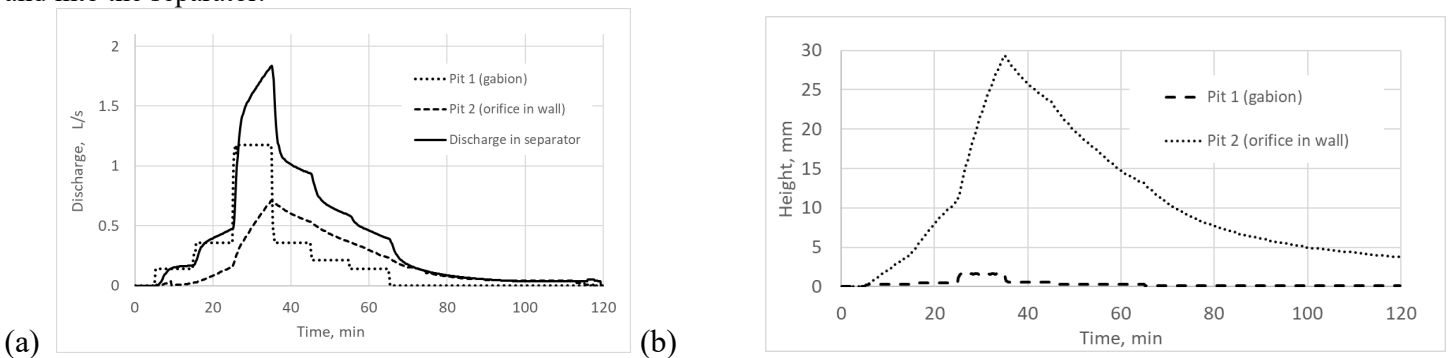 and into the separator.
2
1.5
1
0.5
0
Discharge, L/s
Pit 1 (gabion)
Pit 2 (orifice in wall)
Discharge in separator
0 20 40 60 80 100 120
Time, min
(a)
30
25
20
15
10
5
0
Height, mm
Pit 1 (gabion)
Pit 2 (orifice in wall)
0 20 40 60 80 100 120
Time, min
(b)